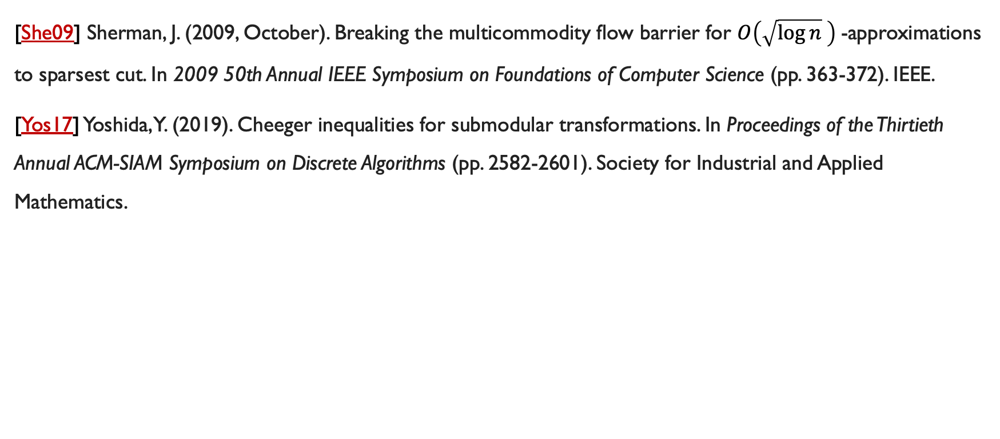 [She09] Sherman, J. (2009, October). Breaking the multicommodity flow barrier for O(√log n) -approximations
to sparsest cut. In 2009 50th Annual IEEE Symposium on Foundations of Computer Science (pp. 363-372). IEEE.
[Yos17] Yoshida, Y. (2019). Cheeger inequalities for submodular transformations. In Proceedings of the Thirtieth
Annual ACM-SIAM Symposium on Discrete Algorithms (pp. 2582-2601). Society for Industrial and Applied
Mathematics.